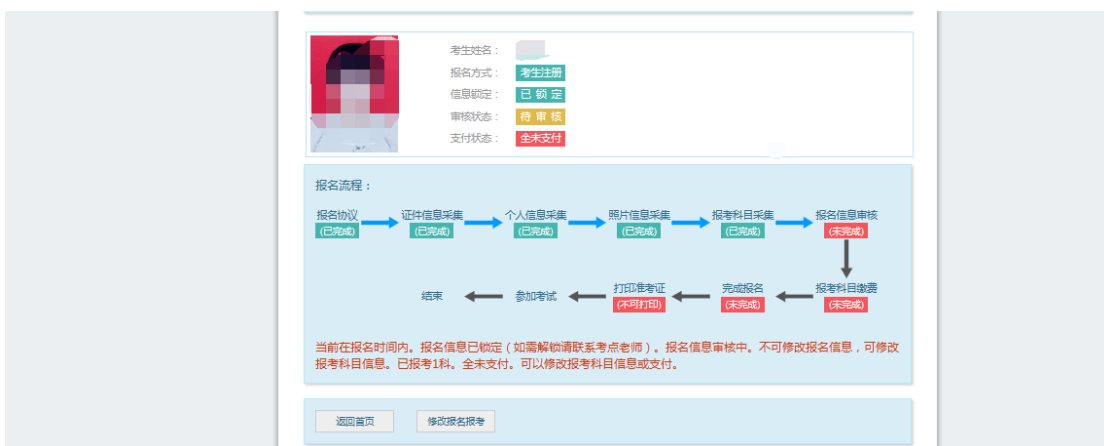 考生姓名：
报名方式： 考生注册
信息锁定： 已 锁 定
审核状态： 待 审 核
支付状态： 全未支付
报名流程：
报名协议 证件信息采集 个人信息采集 照片信息采集 报考科目采集 报名信息审核
(已完成) (已完成) (已完成) (已完成) (已完成) (未完成)
结束 参加考试 打印准考证 完成报名 报考科目缴费
(不可打印) (未完成) (未完成)
当前在报名时间内。报名信息已锁定（如需解锁请联系考点老师）。报名信息审核中。不可修改报名信息，可修改
报考科目信息。已报考1科。全未支付。可以修改报考科目信息或支付。
返回首页 修改报名报考